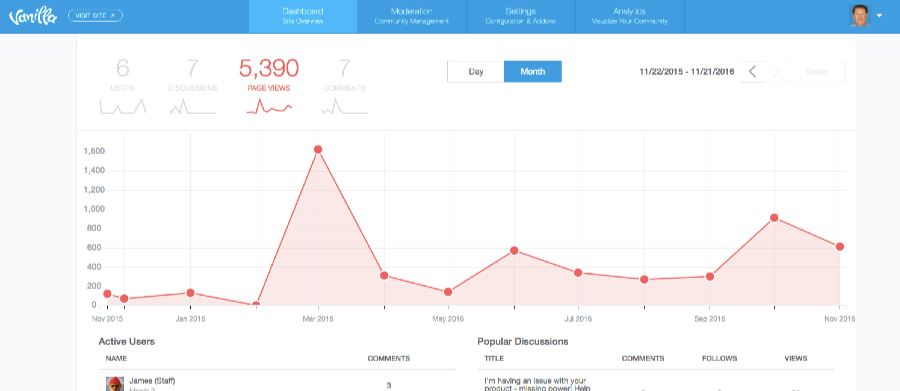 Vanilla
VISIT SITE ↗
Dashboard
Site Overview
Moderation
Community Management
Settings
Configuration & Addons
Analytics
Visualize Your Community
6
USERS
7
DISCUSSIONS
5,390
PAGE VIEWS
7
COMMENTS
Day
Month
11/22/2015 - 11/21/2016
Today
1,600
1,400
1,200
1,000
800
600
400
200
0
Nov 2015
Jan 2016
Mar 2016
May 2016
Jul 2016
Sep 2016
Nov 2016
Active Users
NAME COMMENTS
James (Staff)
March 2
3
Popular Discussions
TITLE COMMENTS FOLLOWS VIEWS
I'm having an issue with your
product - missing power! Help